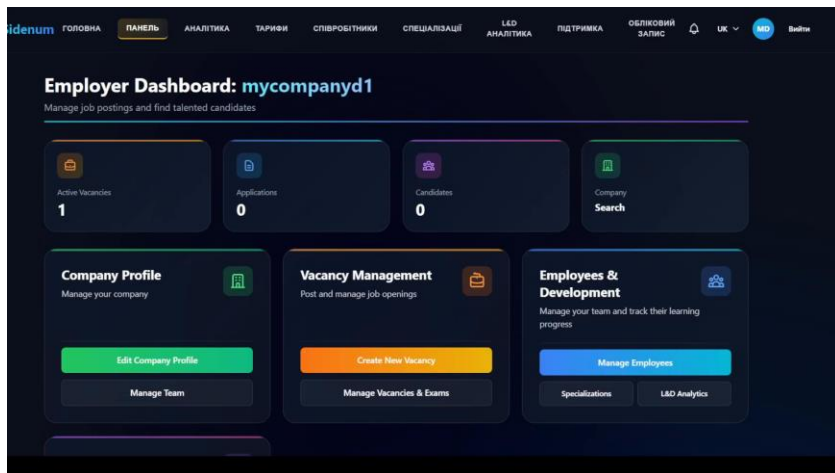 Sidenum
ГОЛОВНА
ПАНЕЛЬ
АНАЛІТИКА
ТАРИФИ
СПІВРОБІТНИКИ
СПЕЦІАЛІЗАЦІЇ
L&D
АНАЛІТИКА
ПІДТРИМКА
ОБЛІКОВИЙ
ЗАПИС
UK
MD
Вийти
Employer Dashboard: mycompanyd1
Manage job postings and find talented candidates
Active Vacancies
1
Applications
0
Candidates
0
Company
Search
Company Profile
Manage your company
Edit Company Profile
Manage Team
Vacancy Management
Post and manage job openings
Create New Vacancy
Manage Vacancies & Exams
Employees &
Development
Manage your team and track their learning
progress
Manage Employees
Specializations
L&D Analytics